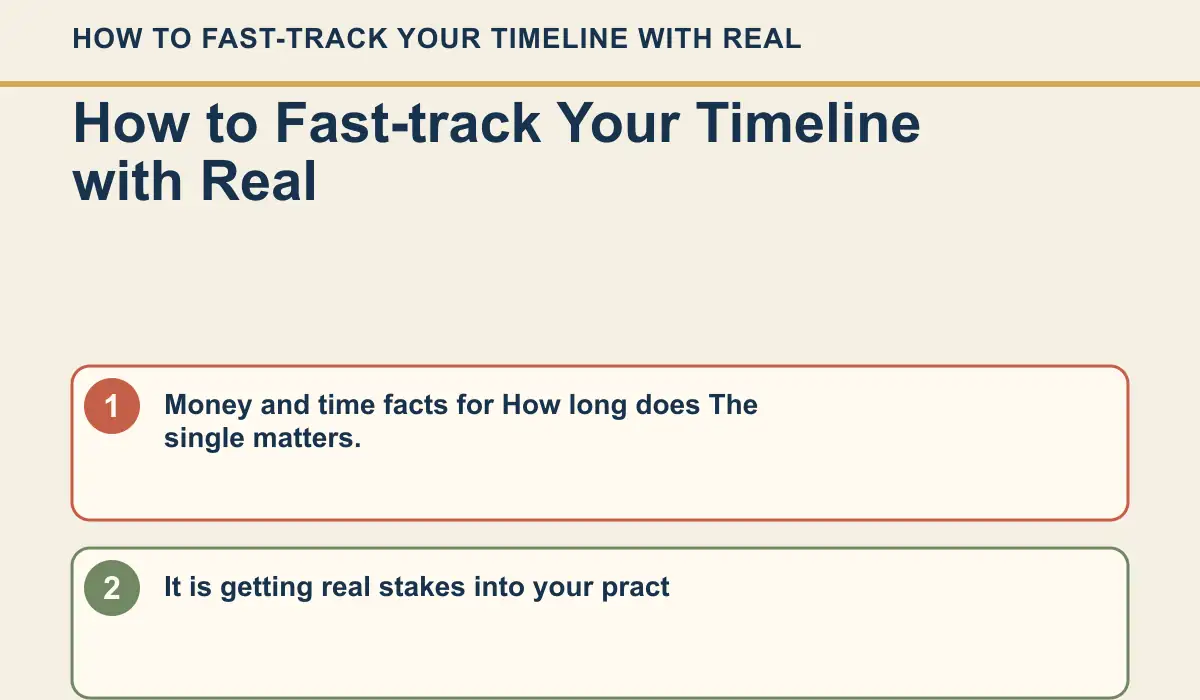 HOW TO FAST-TRACK YOUR TIMELINE WITH REAL
How to Fast-track Your Timeline
with Real
1
Money and time facts for How long does The
single matters.
2
It is getting real stakes into your pract